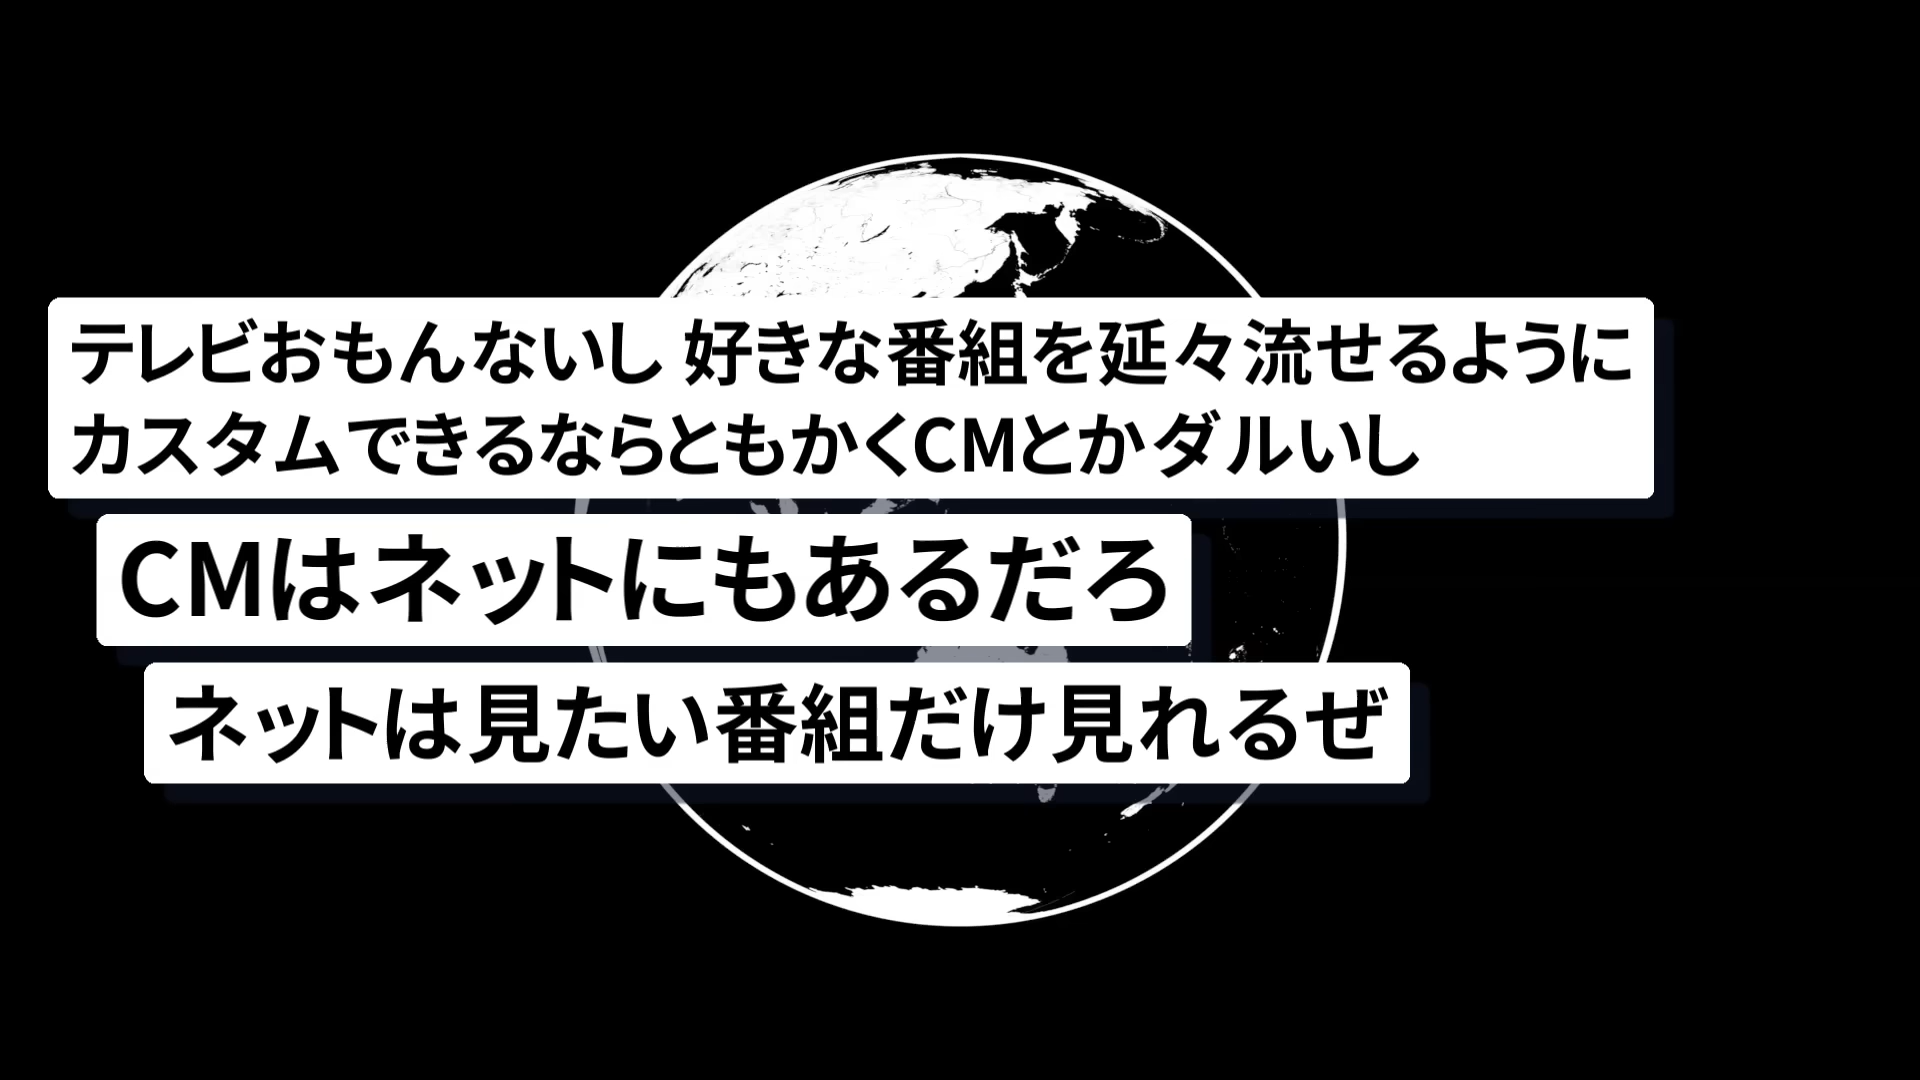 テレビおもんないし 好きな番組を延々流せるように
カスタムできるならともかくCMとかダルいし
CMはネットにもあるだろ
ネットは見たい番組だけ見れるぜ